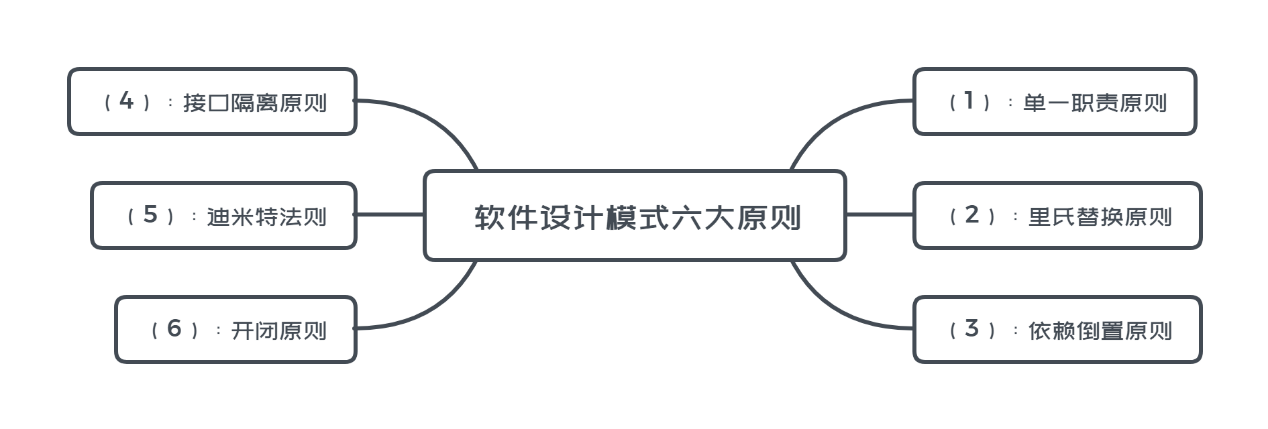 软件设计模式六大原则
（1）：单一职责原则
（2）：里氏替换原则
（3）：依赖倒置原则
（4）：接口隔离原则
（5）：迪米特法则
（6）：开闭原则